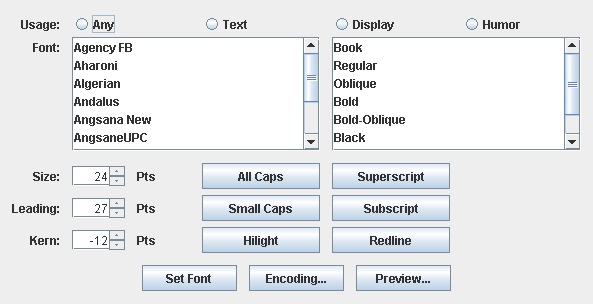 Usage: Any Text Display Humor
Font: Agency FB Book
Aharoni Regular
Algerian Oblique
Andalus Bold
Angsana New Bold-Oblique
AngsaneUPC Black
Size: 24 Pts All Caps Superscript
Leading: 27 Pts Small Caps Subscript
Kern: -12 Pts Hilight Redline
Set Font Encoding... Preview...